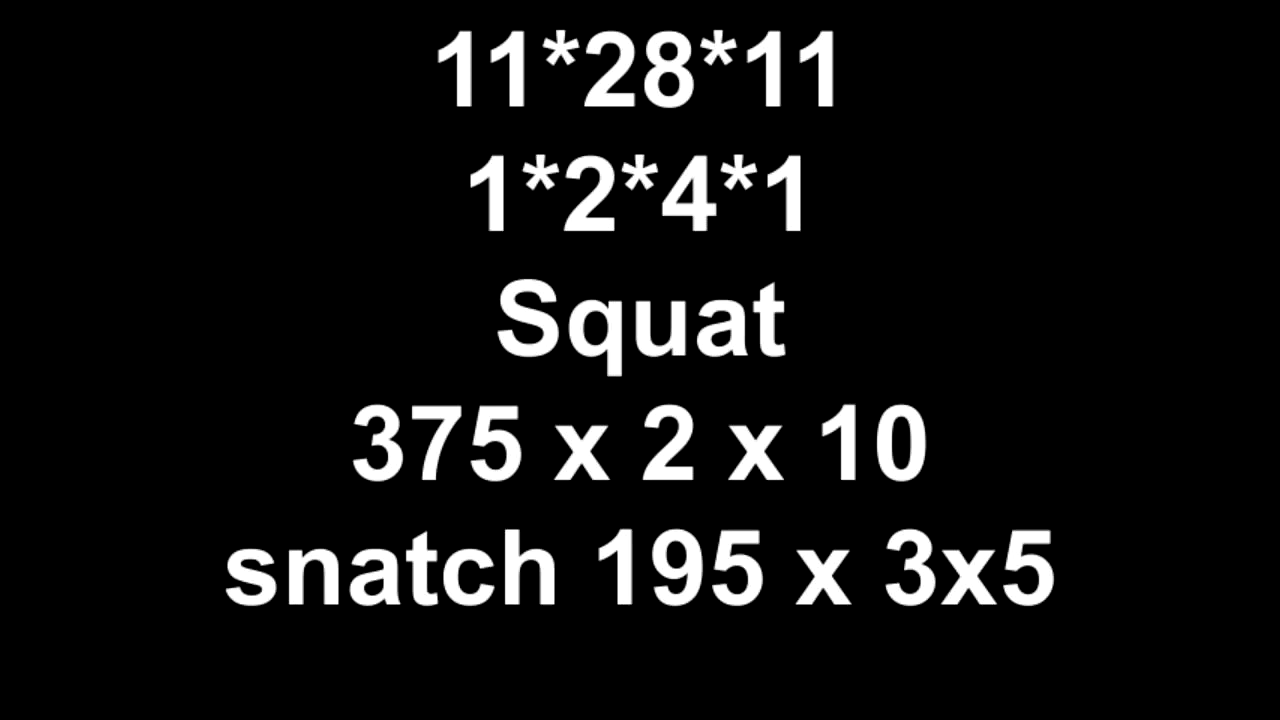 11*28*11
1*2*4*1
Squat
375 x 2 x 10
snatch 195 x 3x5